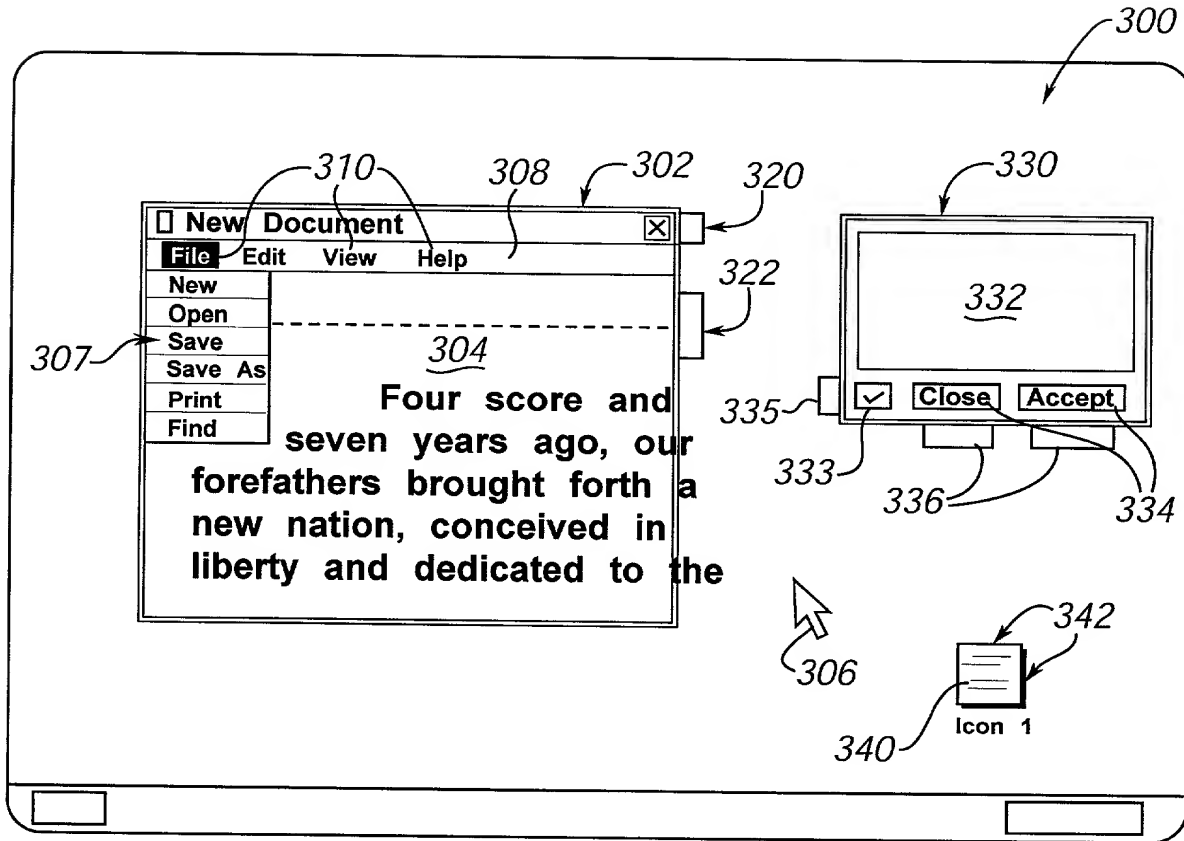 300
310 308 302 320 330
New Document
File Edit View Help
322
New
Open
332
Save
307 304
Save As
Print
Four score and
335 Close Accept
Find
seven years ago, our
333 336 334
forefathers brought forth a
new nation, conceived in
liberty and dedicated to the
342
306
Icon 1
340